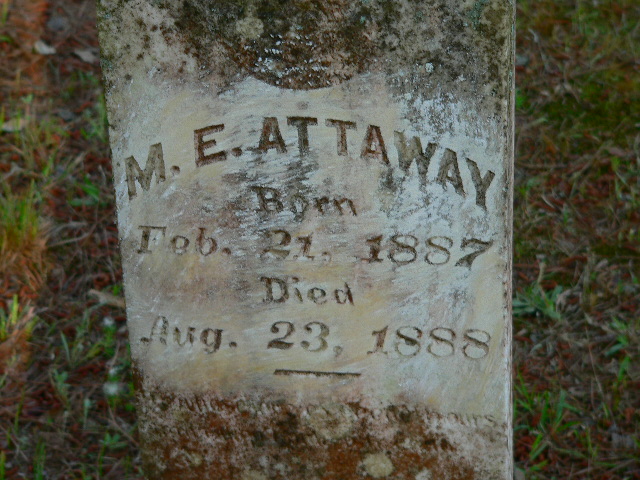 M. E. ATTAWAY
Born
Feb. 21, 1887
Died
Aug. 23, 1888